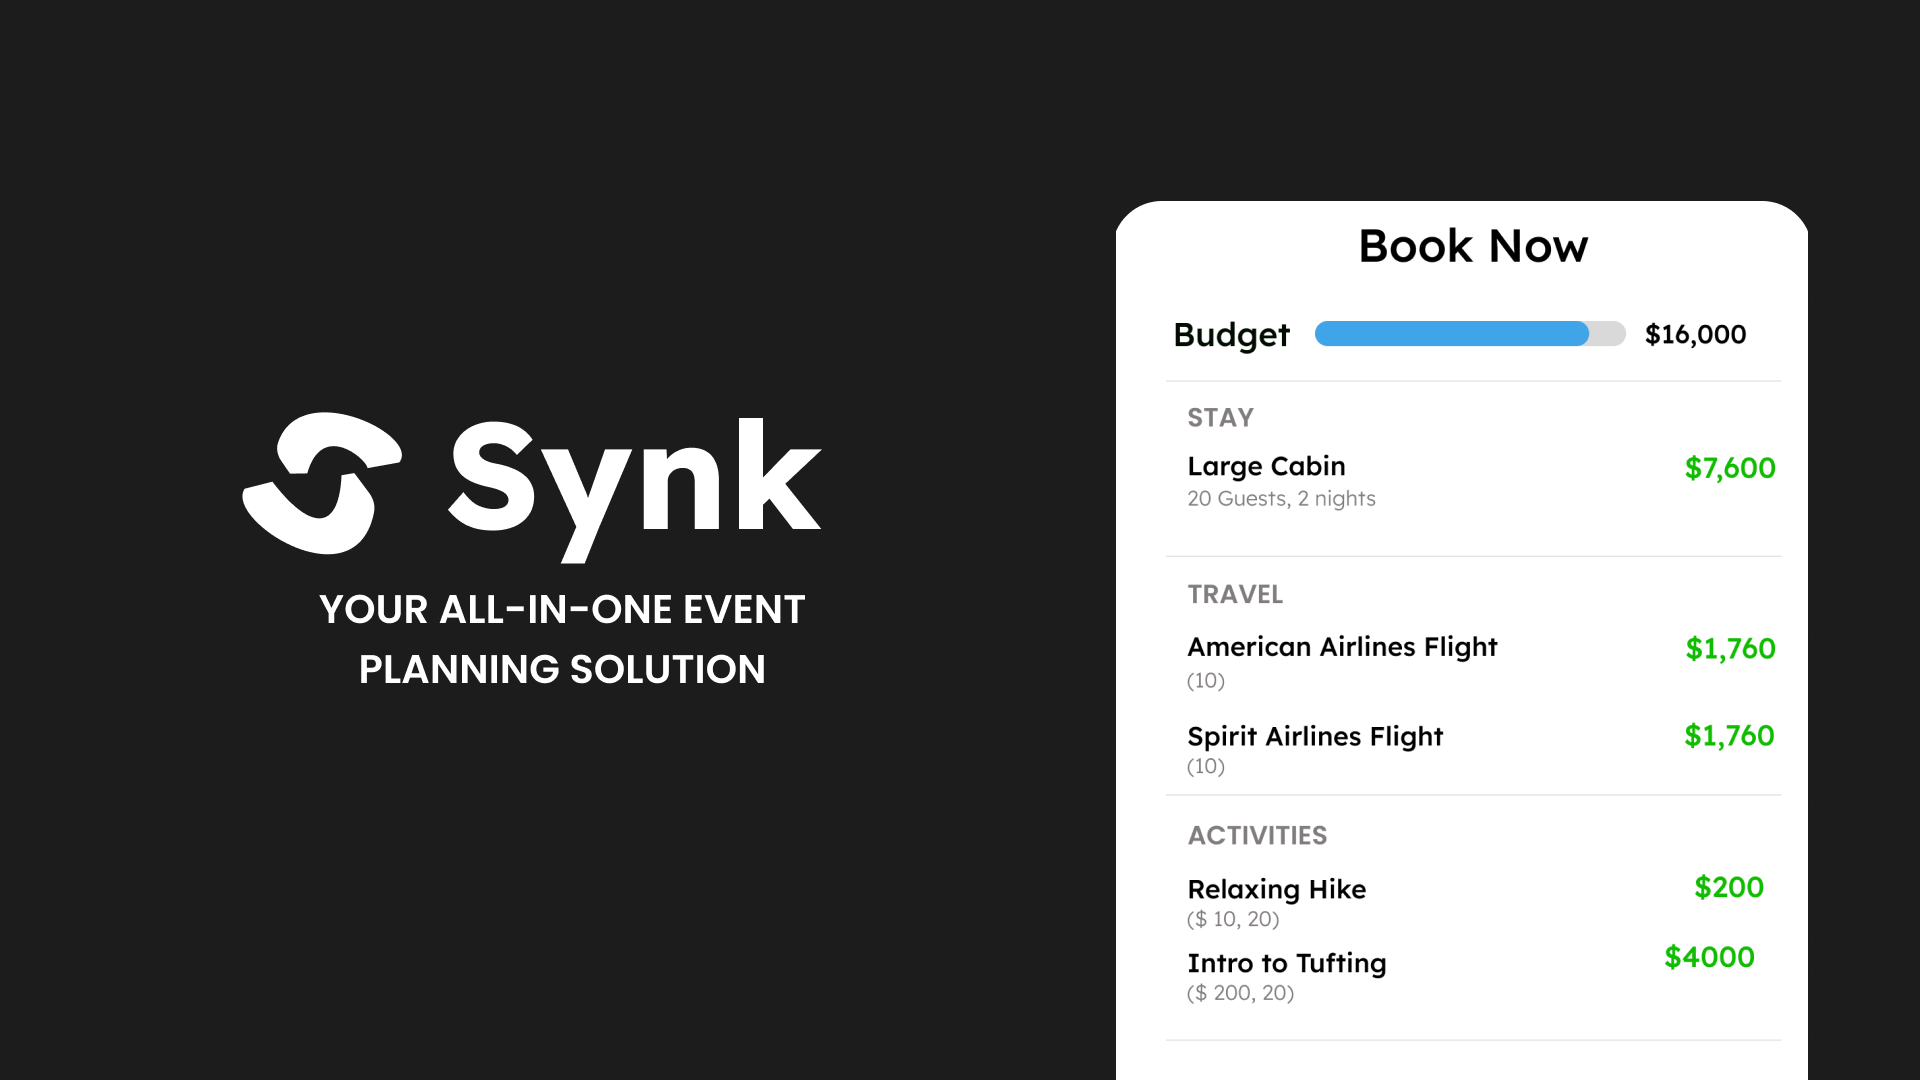 Synk
YOUR ALL-IN-ONE EVENT
PLANNING SOLUTION
Book Now
Budget $16,000
STAY
Large Cabin $7,600
20 Guests, 2 nights
TRAVEL
American Airlines Flight $1,760
(10)
Spirit Airlines Flight $1,760
(10)
ACTIVITIES
Relaxing Hike $200
($ 10, 20)
Intro to Tufting $4000
($ 200, 20)